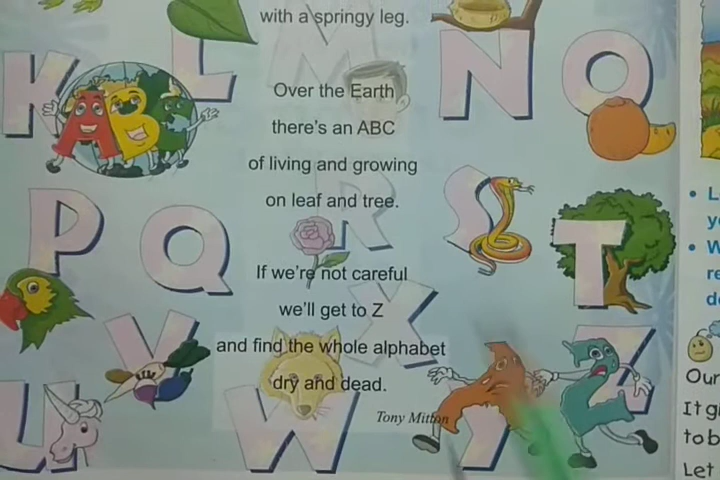 with a springy leg.
Over the Earth
there's an ABC
of living and growing
on leaf and tree.
If we're not careful
we'll get to Z
and find the whole alphabet
dry and dead.
Tony Mitton
K
A B C
L
M
N
O
P
Q
R
S
T
U
V
W
X
Y
Z
Our
to b
Let